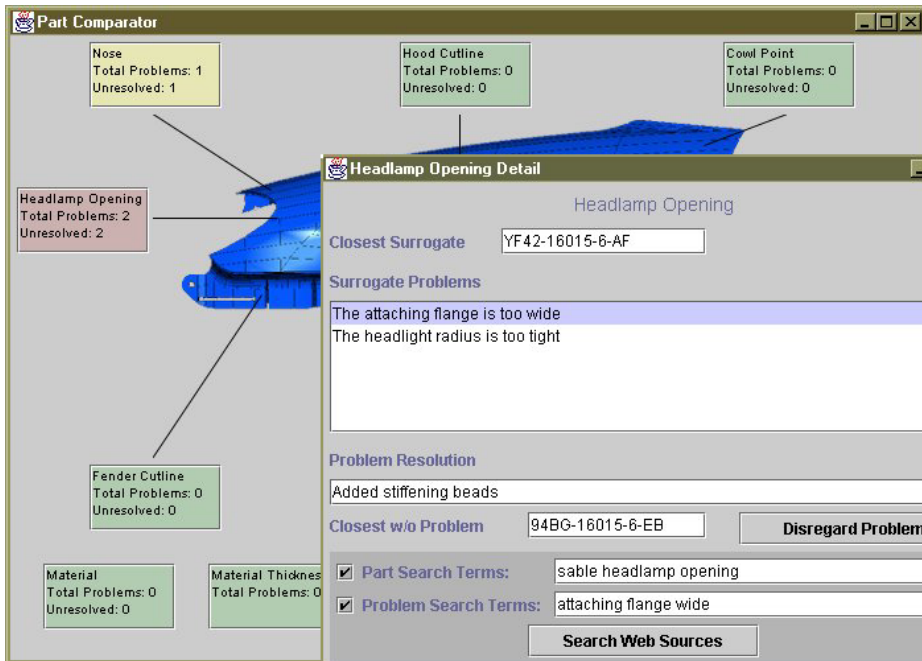 Part Comparator
Nose
Total Problems: 1
Unresolved: 1
Hood Cutline
Total Problems: 0
Unresolved: 0
Cowl Point
Total Problems: 0
Unresolved: 0
Headlamp Opening
Total Problems: 2
Unresolved: 2
Fender Cutline
Total Problems: 0
Unresolved: 0
Material
Total Problems: 0
Unresolved: 0
Material Thicknes
Total Problems: 0
Headlamp Opening Detail
Headlamp Opening
Closest Surrogate YF42-16015-6-AF
Surrogate Problems
The attaching flange is too wide
The headlight radius is too tight
Problem Resolution
Added stiffening beads
Closest w/o Problem 94BG-16015-6-EB Disregard Problem
Part Search Terms: sable headlamp opening
Problem Search Terms: attaching flange wide
Search Web Sources